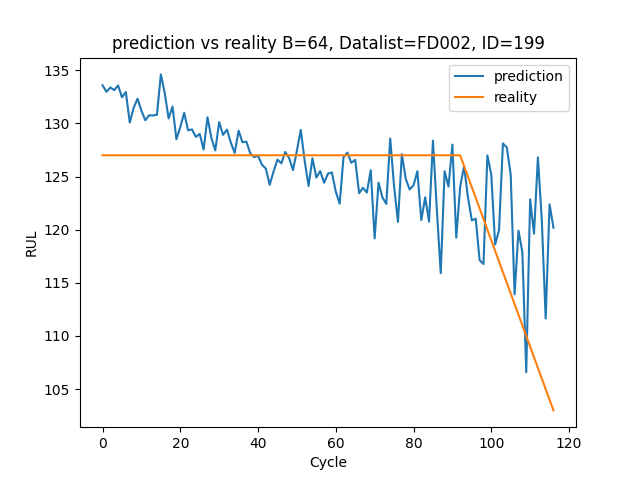 prediction vs reality B=64, Datalist=FD002, ID=199
prediction
reality
RUL
135
130
125
120
115
110
105
0 20 40 60 80 100 120
Cycle